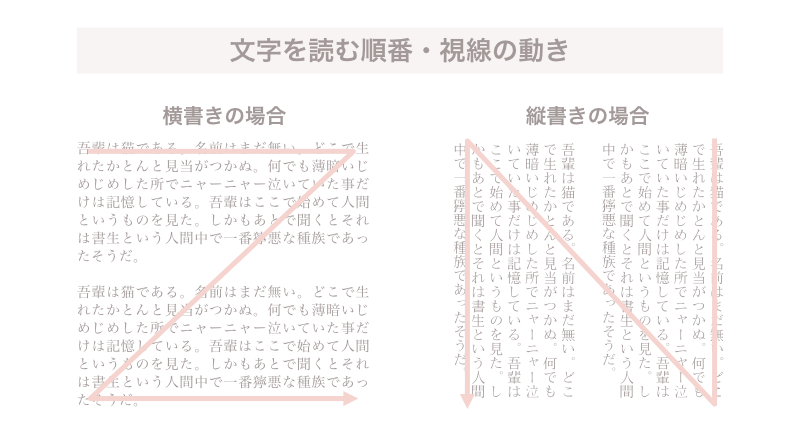 文字を読む順番・視線の動き
横書きの場合
吾輩は猫である。名前はまだ無い。どこで生
れたかとんと見当がつかぬ。何でも薄暗いじ
めじめした所でニャーニャー泣いていた事だ
けは記憶している。吾輩はここで始めて人間
というものを見た。しかもあとで聞くとそれ
は書生という人間中で一番獰悪な種族であっ
たそうだ。
吾輩は猫である。名前はまだ無い。どこで生
れたかとんと見当がつかぬ。何でも薄暗いじ
めじめした所でニャーニャー泣いていた事だ
けは記憶している。吾輩はここで始めて人間
というものを見た。しかもあとで聞くとそれ
は書生という人間中で一番獰悪な種族であっ
たそうだ。
縦書きの場合
吾輩は猫である。名前はまだ無い。どこ
で生れたかとんと見当がつかぬ。何でも
薄暗いじめじめした所でニャーニャー泣
いていた事だけは記憶している。吾輩は
ここで始めて人間というものを見た。し
かもあとで聞くとそれは書生という人間
中で一番獰悪な種族であったそうだ。
吾輩は猫である。名前はまだ無い。どこ
で生れたかとんと見当がつかぬ。何でも
薄暗いじめじめした所でニャーニャー泣
いていた事だけは記憶している。吾輩は
ここで始めて人間というものを見た。し
かもあとで聞くとそれは書生という人間
中で一番獰悪な種族であったそうだ。